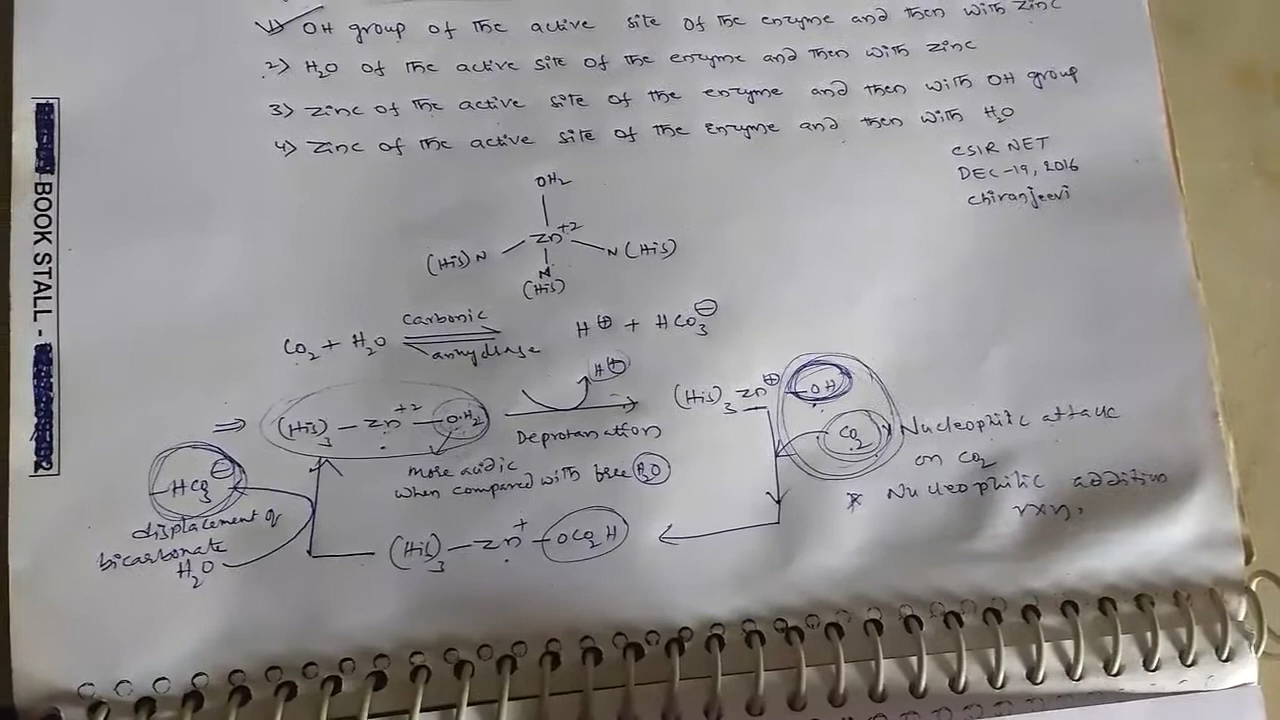 1) OH group of the active site of the enzyme and then with zinc
2) H2O of the active site of the enzyme and then with zinc
3) zinc of the active site of the enzyme and then with OH group
4) zinc of the active site of the enzyme and then with H2O
CSIR NET
DEC-19, 2016
chiranjeevi
BOOK STALL -
OH2
Zn+2
(His) N
N (His)
N
(His)
CO2 + H2O carbonic anhydrase H⊕ + HCO3⊖
⇒ (His)3 — Zn+2 — OH2
H⊕
Deprotanation
(His)3 Zn⊕ — OH
CO2
Nucleophilic attack
on CO2
* Nucleophilic addition
rxn.
more acidic
when compared with free H2O
HCO3⊖
displacement of
bicarbonate
H2O
(His)3 — Zn+ — OCO2H